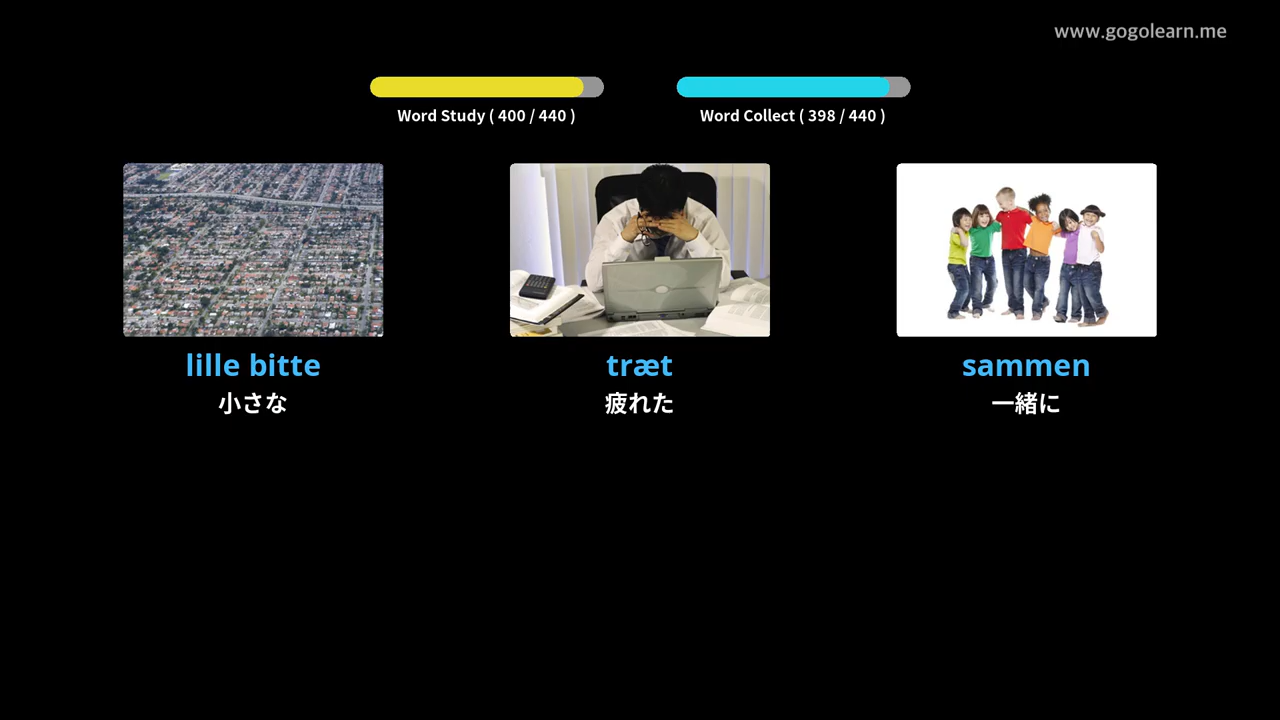 www.gogolearn.me
Word Study ( 400 / 440 )
Word Collect ( 398 / 440 )
lille bitte
træt
sammen
小さな
疲れた
一緒に